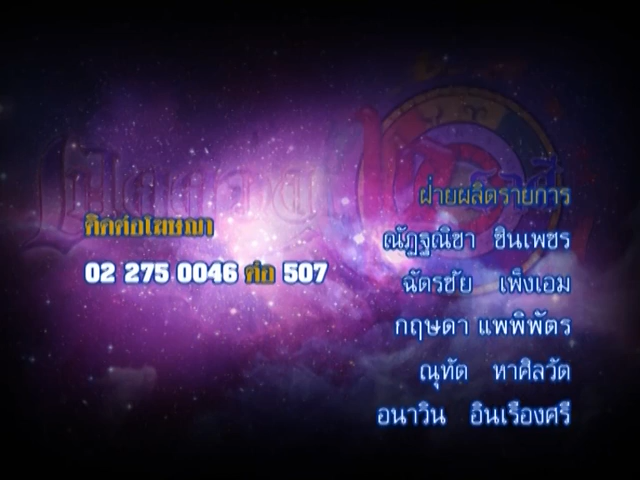 ติดต่อโฆษณา
02 275 0046 ต่อ 507
ฝ่ายผลิตรายการ
ณัฏฐณิชา ชินเพชร
ฉัตรชัย เพ็งเอม
กฤษดา แพพิพัตร
ณุทัด หาศิลวัด
อนาวิน อินเรืองศรี